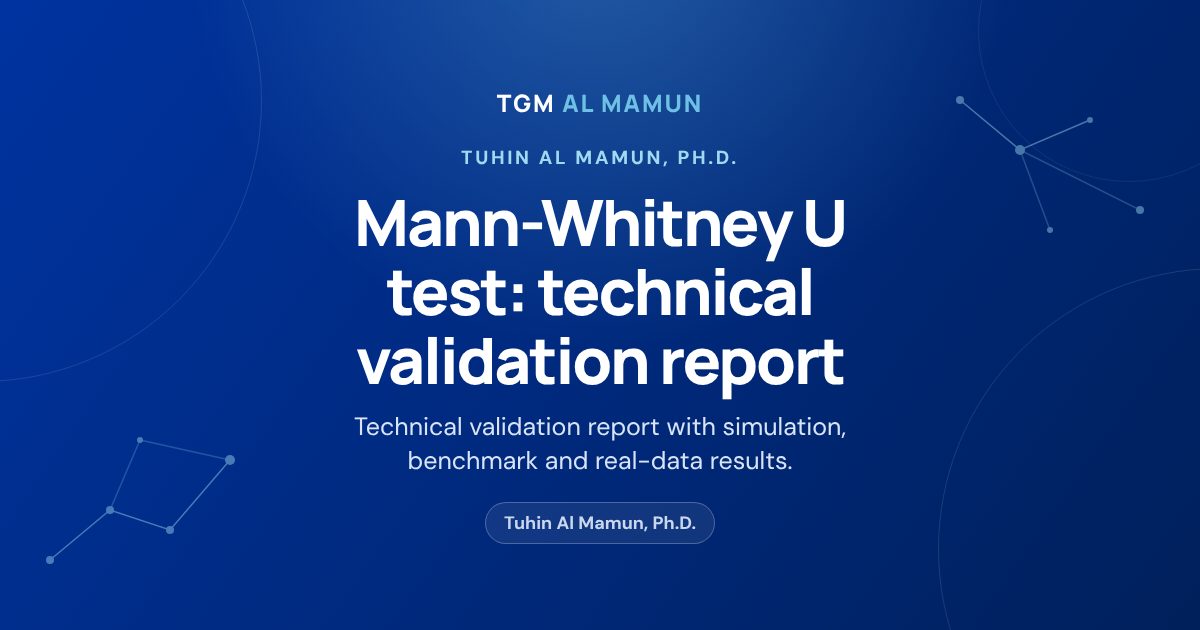 TGM AL MAMUN
TUHIN AL MAMUN, PH.D.
Mann-Whitney U
test: technical
validation report
Technical validation report with simulation,
benchmark and real-data results.
Tuhin Al Mamun, Ph.D.